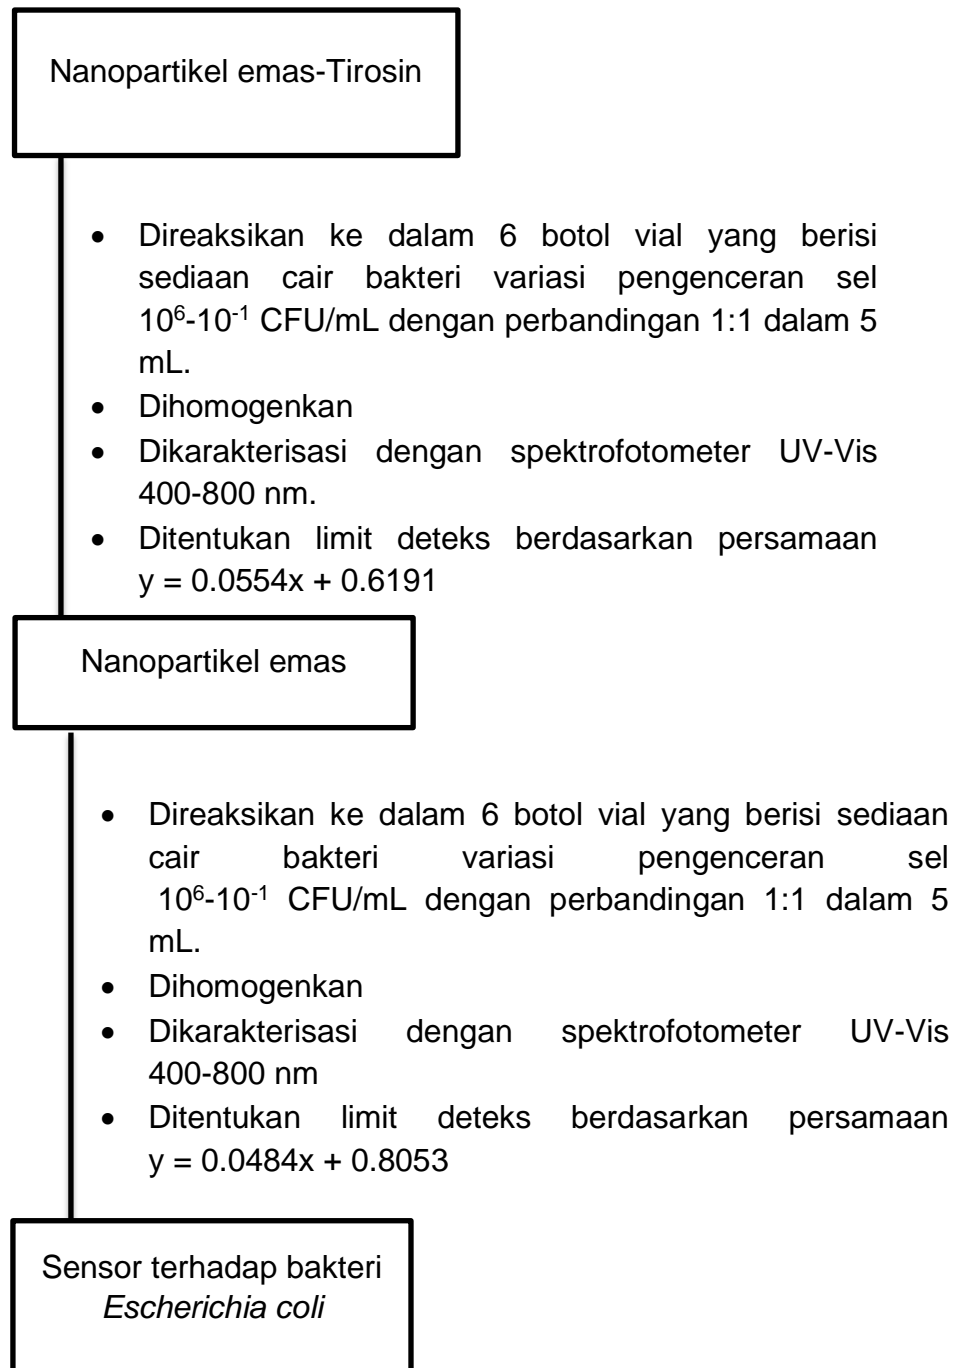 Nanopartikel emas-Tirosin
• Direaksikan ke dalam 6 botol vial yang berisi
sediaan cair bakteri variasi pengenceran sel
10⁶-10⁻¹ CFU/mL dengan perbandingan 1:1 dalam 5
mL.
• Dihomogenkan
• Dikarakterisasi dengan spektrofotometer UV-Vis
400-800 nm.
• Ditentukan limit deteks berdasarkan persamaan
y = 0.0554x + 0.6191
Nanopartikel emas
• Direaksikan ke dalam 6 botol vial yang berisi sediaan
cair bakteri variasi pengenceran sel
10⁶-10⁻¹ CFU/mL dengan perbandingan 1:1 dalam 5
mL.
• Dihomogenkan
• Dikarakterisasi dengan spektrofotometer UV-Vis
400-800 nm
• Ditentukan limit deteks berdasarkan persamaan
y = 0.0484x + 0.8053
Sensor terhadap bakteri
Escherichia coli